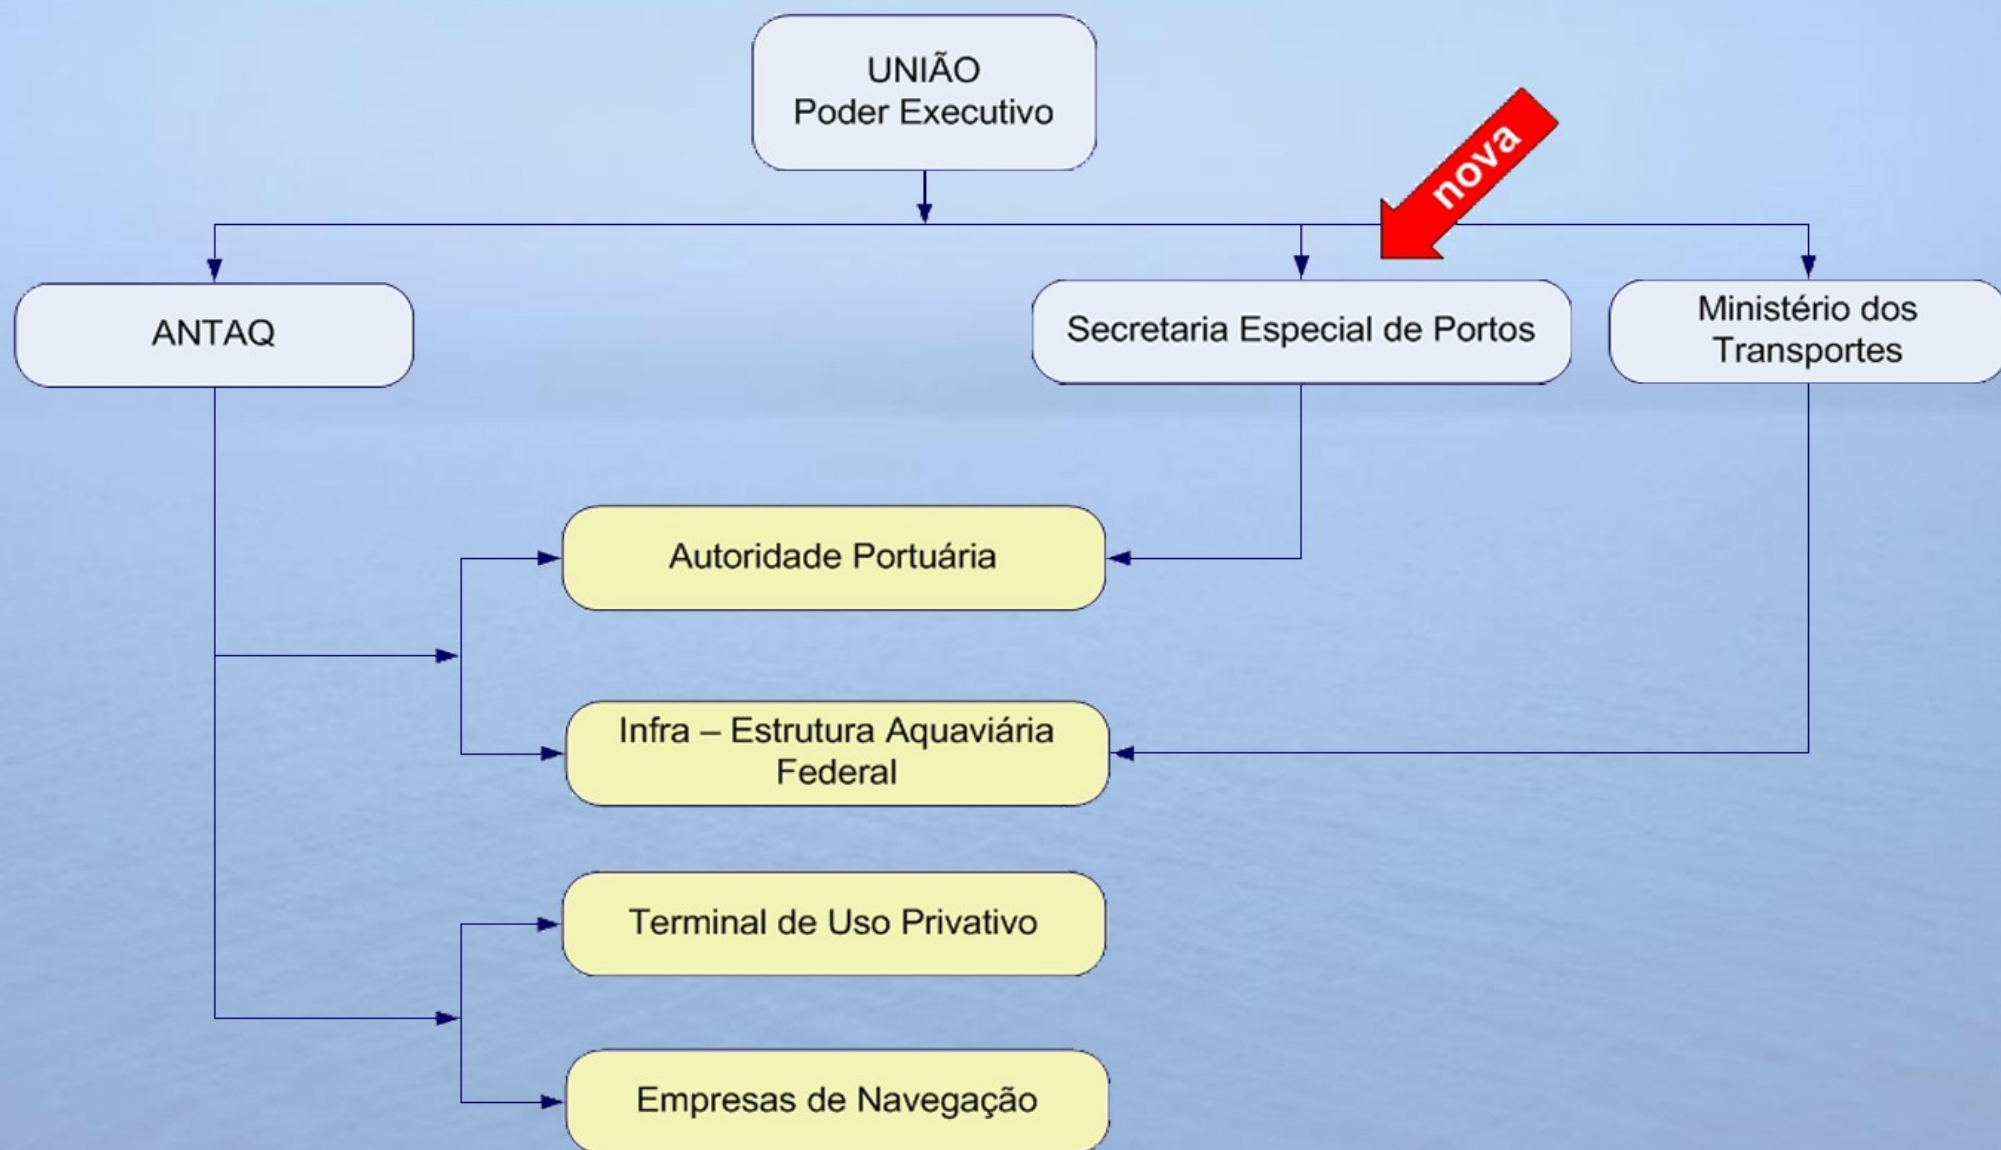 UNIÃO
Poder Executivo
nova
ANTAQ
Secretaria Especial de Portos
Ministério dos
Transportes
Autoridade Portuária
Infra – Estrutura Aquaviária
Federal
Terminal de Uso Privativo
Empresas de Navegação